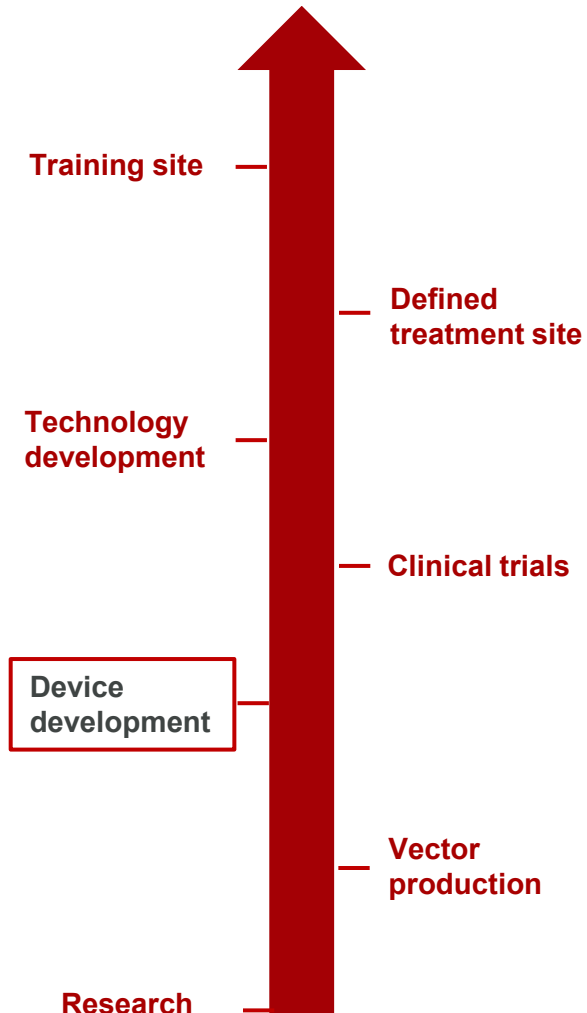 Training site
Defined
treatment site
Technology
development
Clinical trials
Device
development
Vector
production
Research